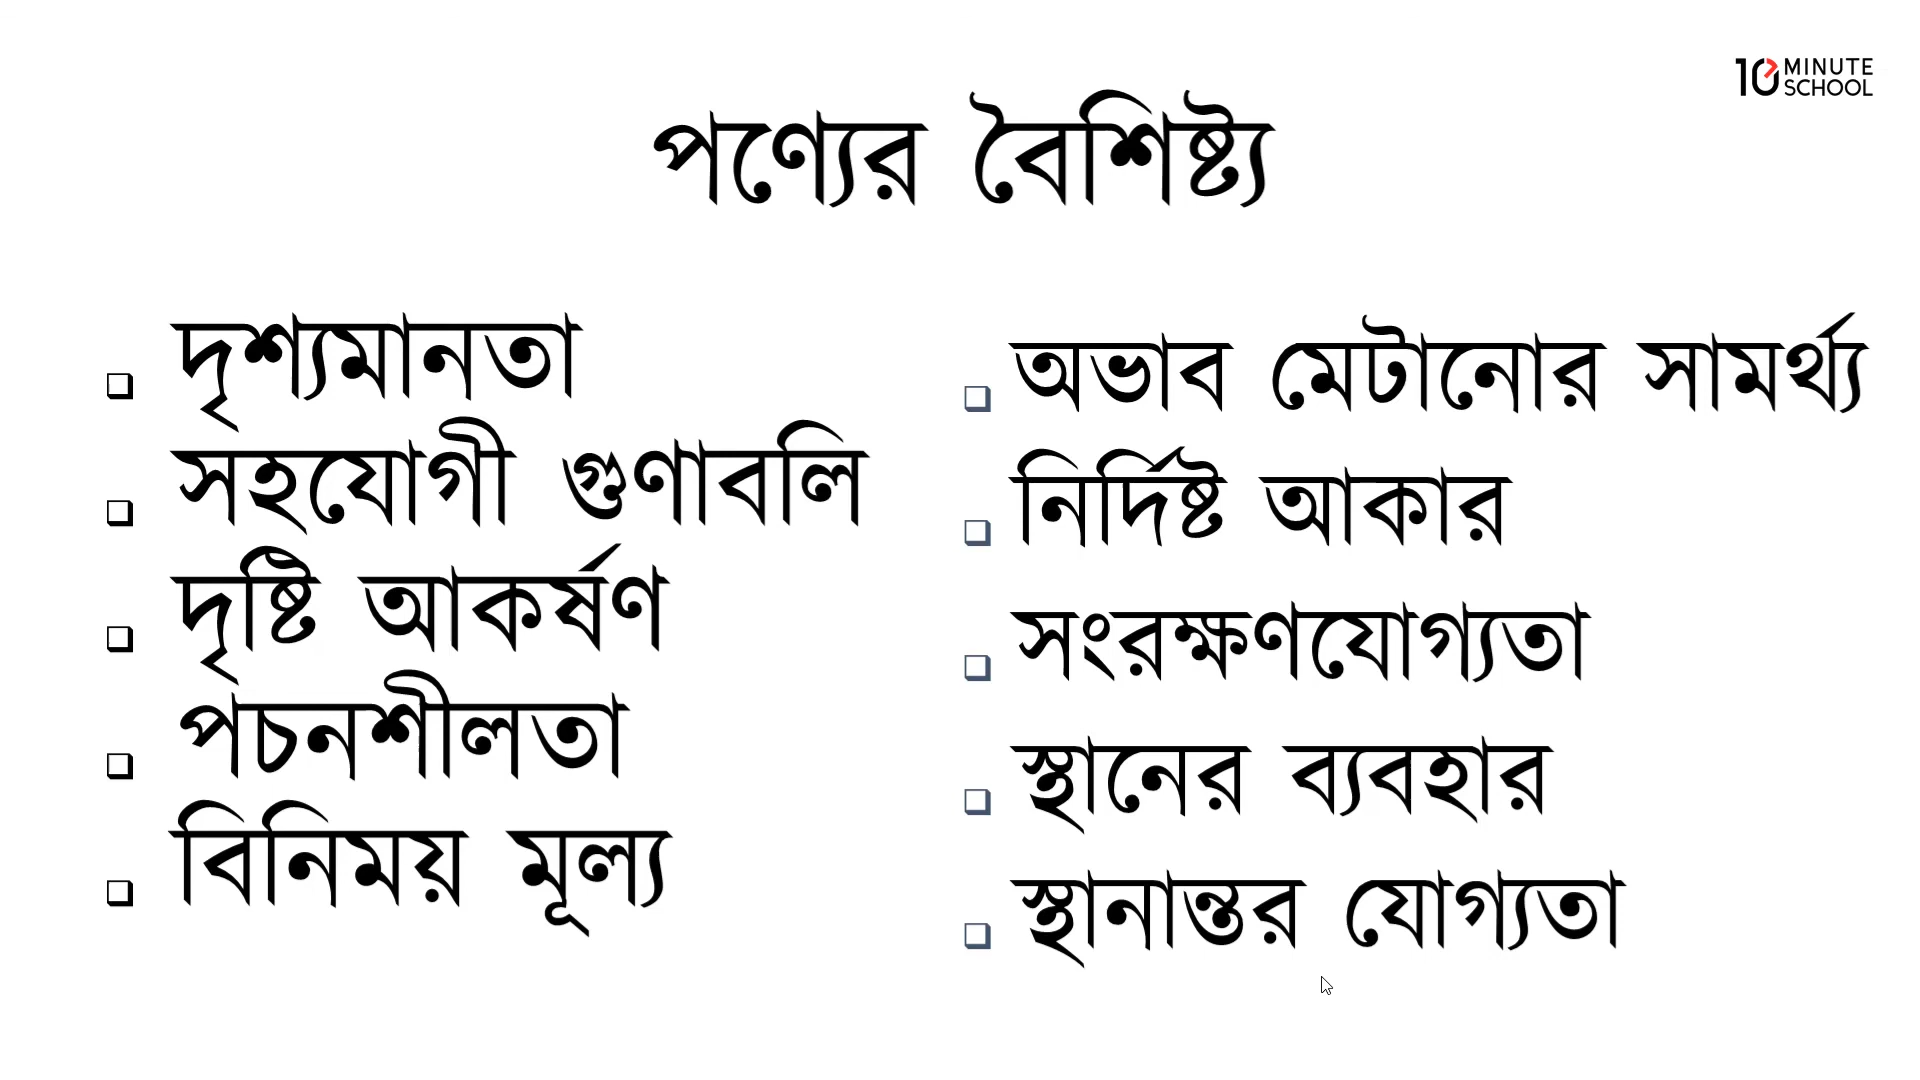 10 MINUTE
SCHOOL
পণ্যের বৈশিষ্ট্য
দৃশ্যমানতা
সহযোগী গুণাবলি
দৃষ্টি আকর্ষণ
পচনশীলতা
বিনিময় মূল্য
অভাব মেটানোর সামর্থ্য
নির্দিষ্ট আকার
সংরক্ষণযোগ্যতা
স্থানের ব্যবহার
স্থানান্তর যোগ্যতা